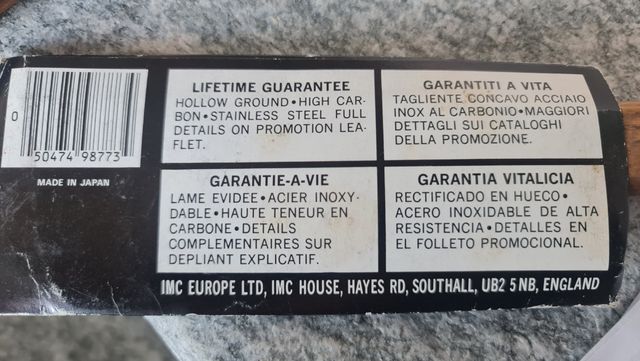 0
50474 98773
MADE IN JAPAN
LIFETIME GUARANTEE
HOLLOW GROUND•HIGH CAR-
BON•STAINLESS STEEL FULL
DETAILS ON PROMOTION LEA-
FLET.
GARANTITI A VITA
TAGLIENTE CONCAVO ACCIAIO
INOX AL CARBONIO•MAGGIORI
DETTAGLI SUI CATALOGHI
DELLA PROMOZIONE.
GARANTIE-A-VIE
LAME EVIDEE•ACIER INOXY-
DABLE•HAUTE TENEUR EN
CARBONE•DETAILS
COMPLEMENTAIRES SUR
DEPLIANT EXPLICATIF.
GARANTIA VITALICIA
RECTIFICADO EN HUECO•
ACERO INOXIDABLE DE ALTA
RESISTENCIA•DETALLES EN
EL FOLLETO PROMOCIONAL.
IMC EUROPE LTD, IMC HOUSE, HAYES RD, SOUTHALL, UB2 5NB, ENGLAND